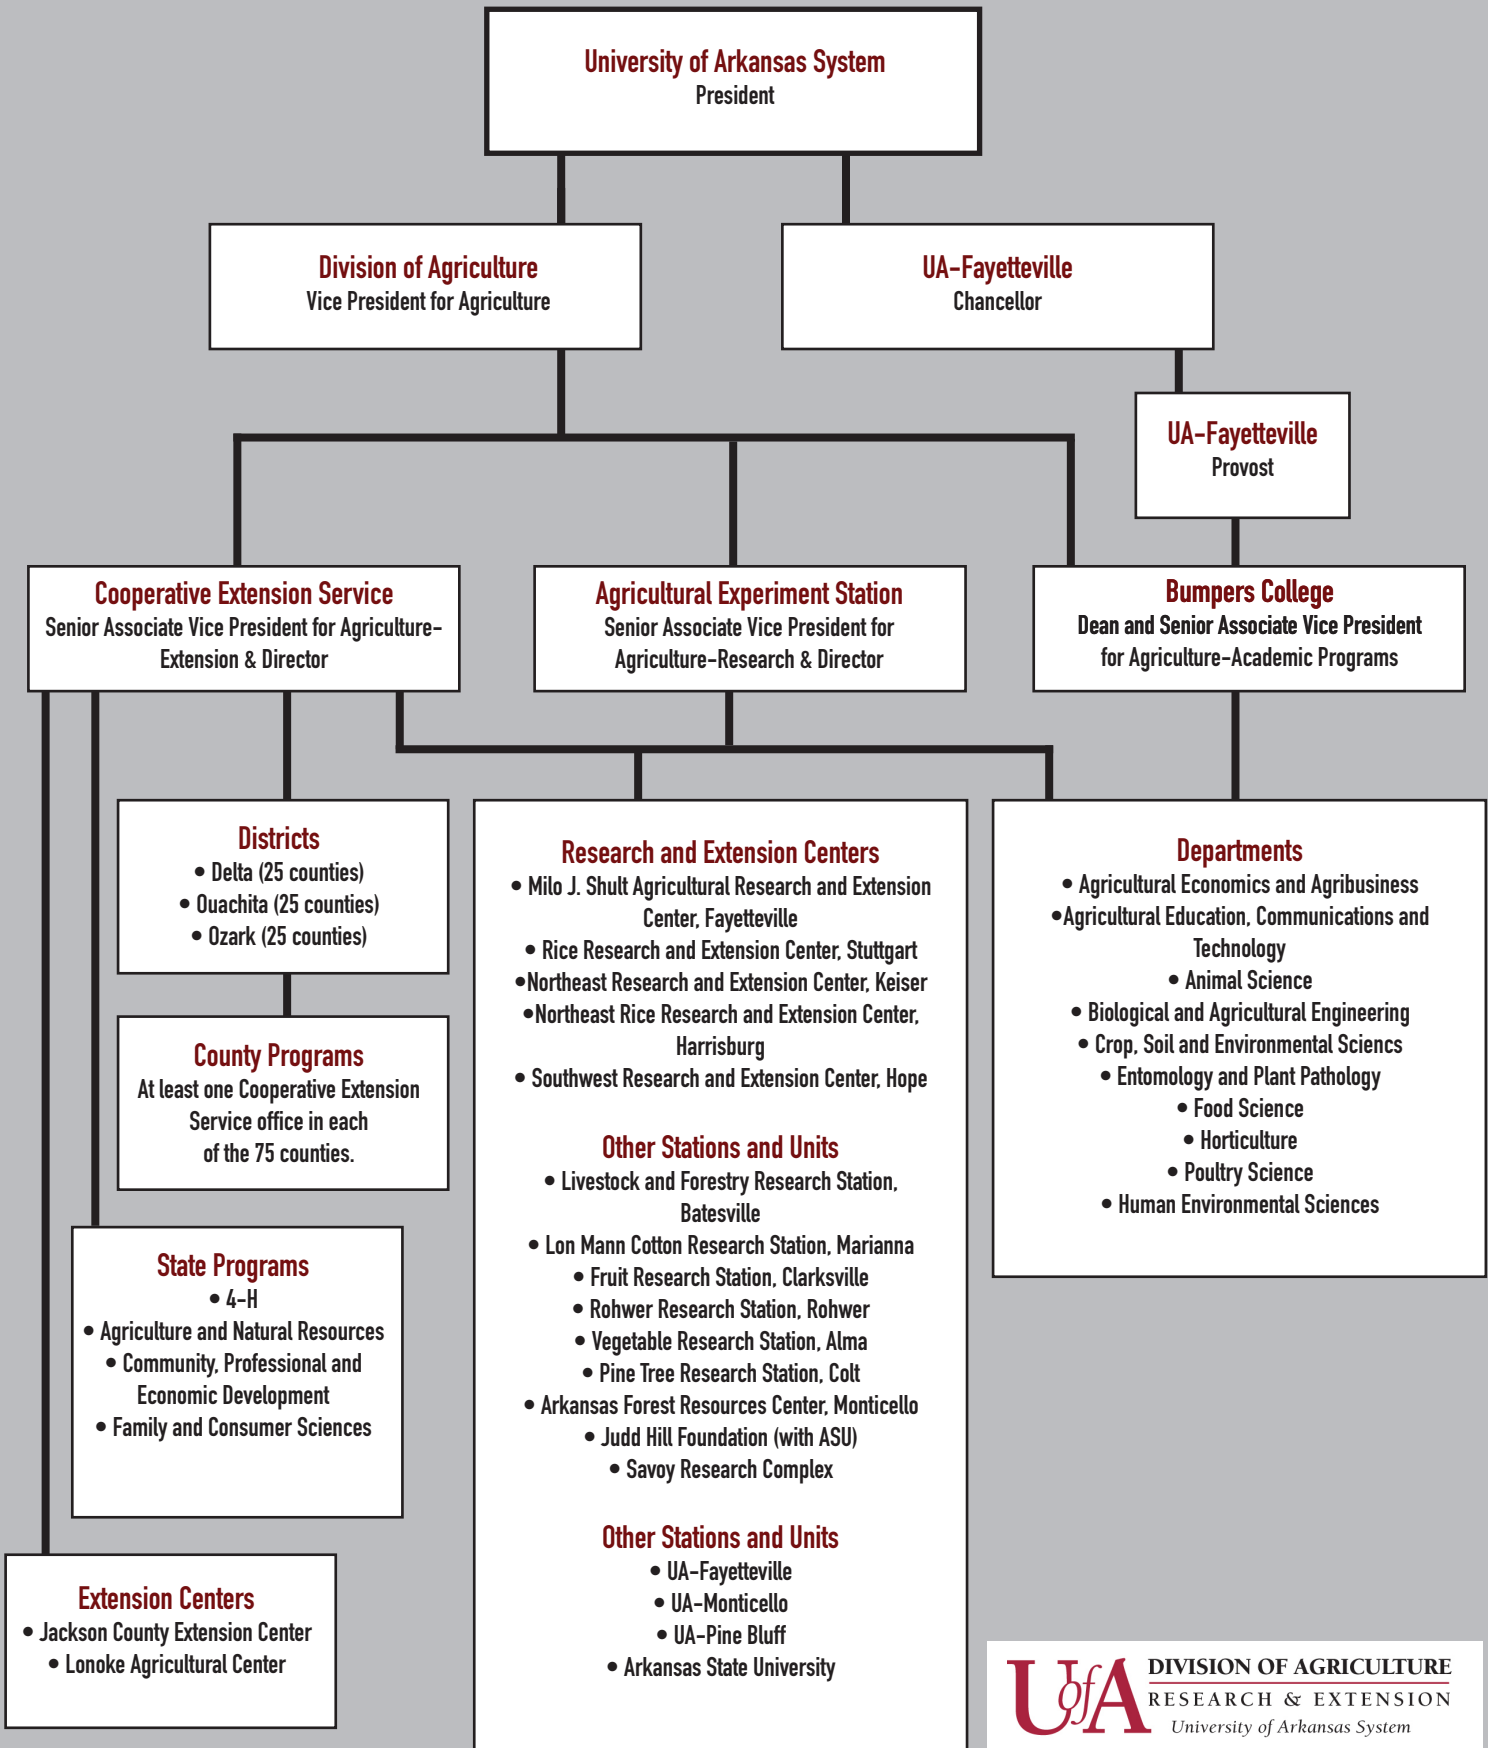 University of Arkansas System
President
Division of Agriculture
Vice President for Agriculture
UA-Fayetteville
Chancellor
UA-Fayetteville
Provost
Cooperative Extension Service
Senior Associate Vice President for Agriculture-
Extension & Director
Agricultural Experiment Station
Senior Associate Vice President for
Agriculture-Research & Director
Bumpers College
Dean and Senior Associate Vice President
for Agriculture-Academic Programs
Districts
• Delta (25 counties)
• Ouachita (25 counties)
• Ozark (25 counties)
County Programs
At least one Cooperative Extension
Service office in each
of the 75 counties.
State Programs
• 4-H
• Agriculture and Natural Resources
• Community, Professional and
Economic Development
• Family and Consumer Sciences
Extension Centers
• Jackson County Extension Center
• Lonoke Agricultural Center
Research and Extension Centers
• Milo J. Shult Agricultural Research and Extension
Center, Fayetteville
• Rice Research and Extension Center, Stuttgart
•Northeast Research and Extension Center, Keiser
•Northeast Rice Research and Extension Center,
Harrisburg
• Southwest Research and Extension Center, Hope
Other Stations and Units
• Livestock and Forestry Research Station,
Batesville
• Lon Mann Cotton Research Station, Marianna
• Fruit Research Station, Clarksville
• Rohwer Research Station, Rohwer
• Vegetable Research Station, Alma
• Pine Tree Research Station, Colt
• Arkansas Forest Resources Center, Monticello
• Judd Hill Foundation (with ASU)
• Savoy Research Complex
Other Stations and Units
• UA-Fayetteville
• UA-Monticello
• UA-Pine Bluff
• Arkansas State University
Departments
• Agricultural Economics and Agribusiness
•Agricultural Education, Communications and
Technology
• Animal Science
• Biological and Agricultural Engineering
• Crop, Soil and Environmental Sciencs
• Entomology and Plant Pathology
• Food Science
• Horticulture
• Poultry Science
• Human Environmental Sciences
UofA
DIVISION OF AGRICULTURE
RESEARCH & EXTENSION
University of Arkansas System